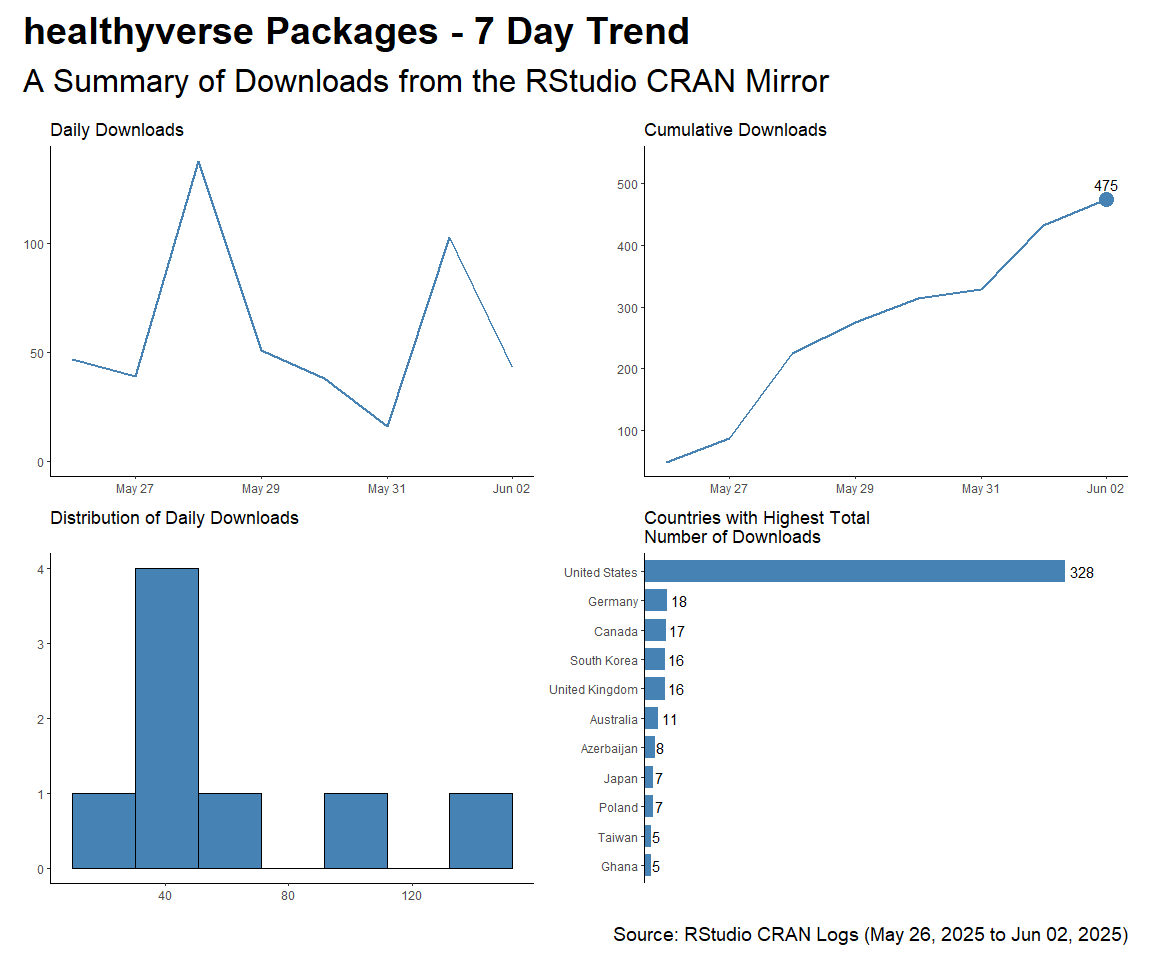 healthyverse Packages - 7 Day Trend
A Summary of Downloads from the RStudio CRAN Mirror
Daily Downloads
100
50
0
May 27
May 29
May 31
Jun 02
Cumulative Downloads
500
400
300
200
100
475
May 27
May 29
May 31
Jun 02
Distribution of Daily Downloads
4
3
2
1
0
40
80
120
Countries with Highest Total
Number of Downloads
United States 328
Germany 18
Canada 17
South Korea 16
United Kingdom 16
Australia 11
Azerbaijan 8
Japan 7
Poland 7
Taiwan 5
Ghana 5
Source: RStudio CRAN Logs (May 26, 2025 to Jun 02, 2025)